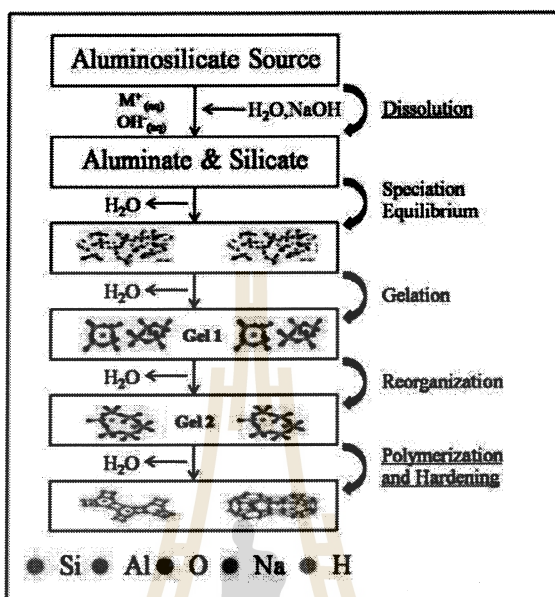 Aluminosilicate Source
M⁺(aq)
OH⁻(aq)
H₂O,NaOH
Dissolution
Aluminate & Silicate
H₂O
Speciation
Equilibrium
H₂O
Gelation
Gel 1
H₂O
Reorganization
Gel 2
H₂O
Polymerization
and Hardening
Si Al O Na H